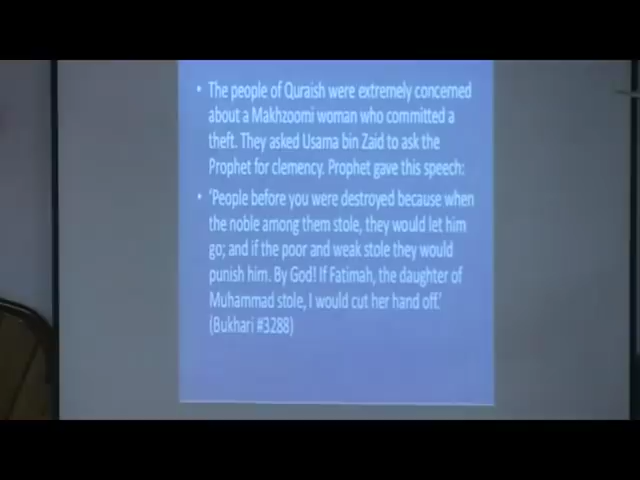 • The people of Quraish were extremely concerned
about a Makhzoomi woman who committed a
theft. They asked Usama bin Zaid to ask the
Prophet for clemency. Prophet gave this speech:
• 'People before you were destroyed because when
the noble among them stole, they would let him
go; and if the poor and weak stole they would
punish him. By God! If Fatimah, the daughter of
Muhammad stole, I would cut her hand off.'
(Bukhari #3288)